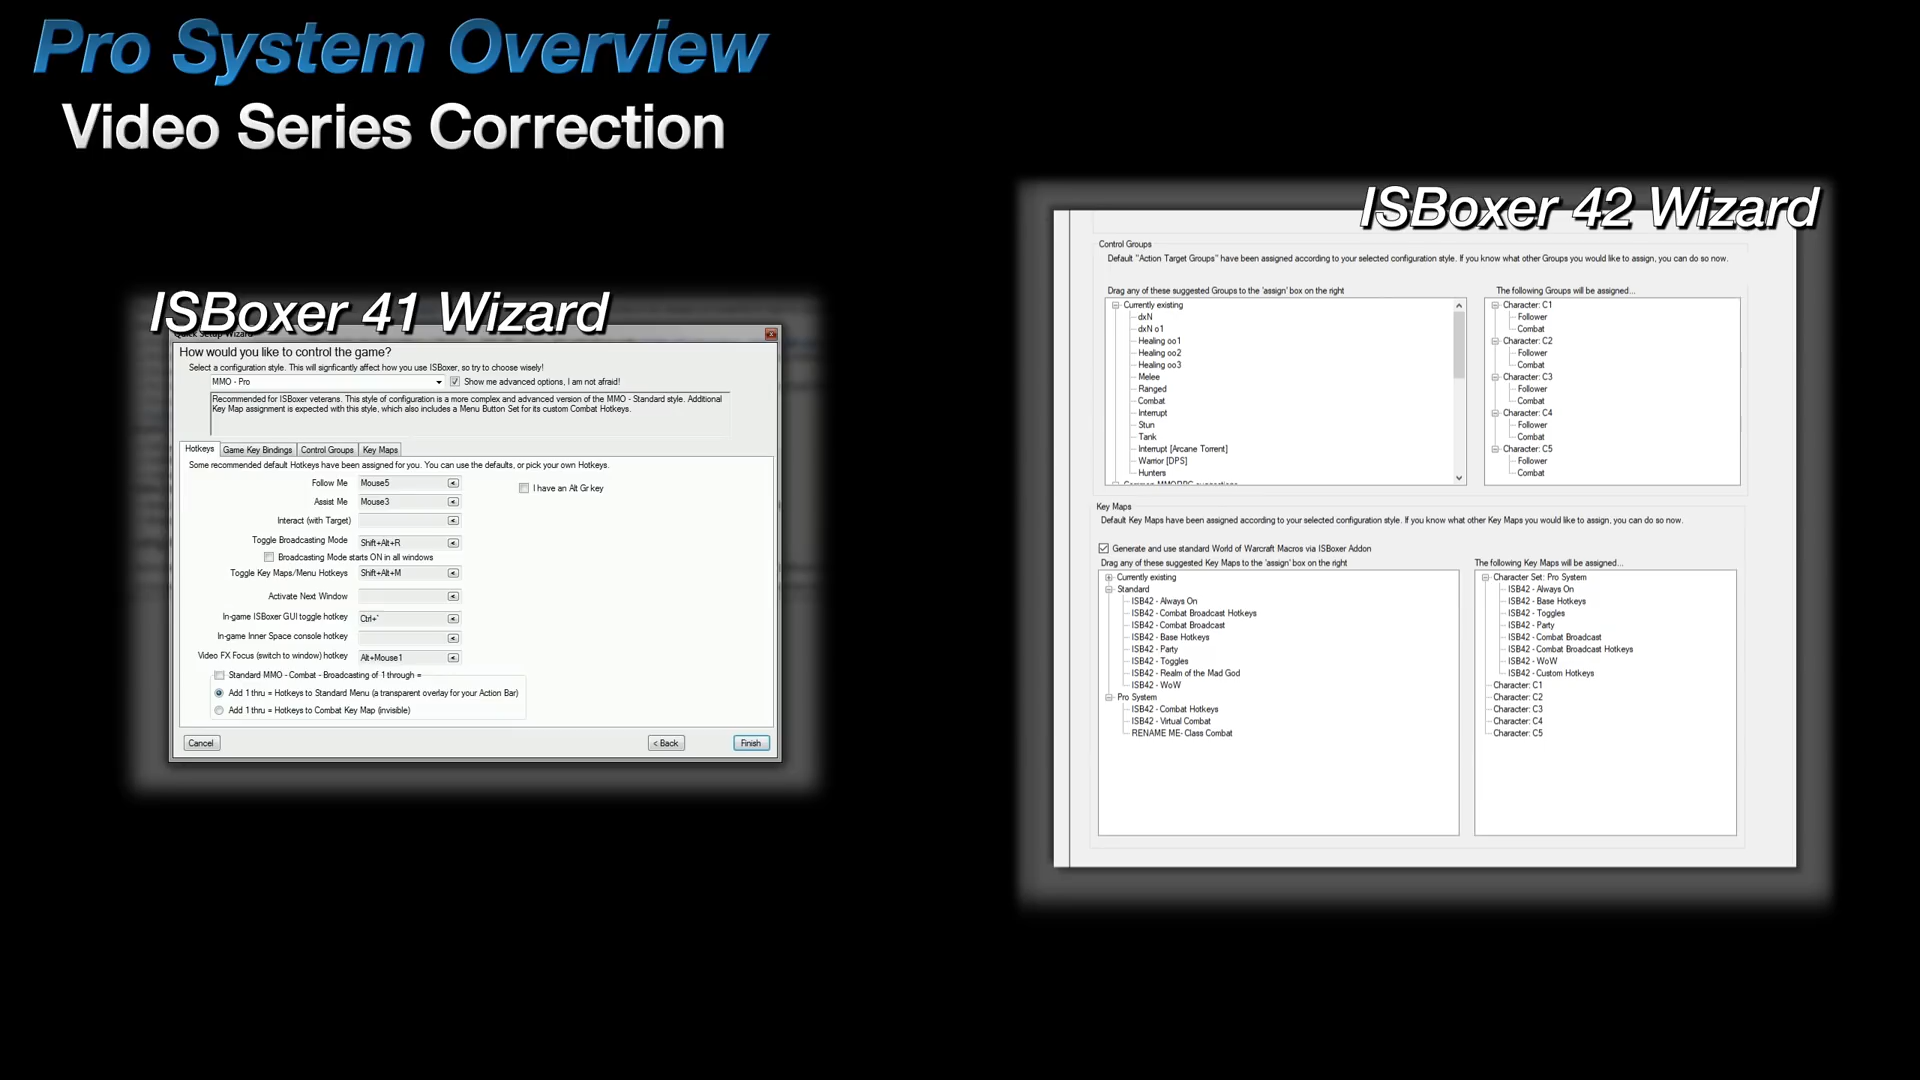 Pro System Overview
Video Series Correction
ISBoxer 41 Wizard
Quick Setup Wizard
How would you like to control the game?
Select a configuration style. This will significantly affect how you use ISBoxer, so try to choose wisely!
MMO - Pro
Show me advanced options, I am not afraid!
Recommended for ISBoxer veterans. This style of configuration is a more complex and advanced version of the MMO - Standard style. Additional
Key Map assignment is expected with this style, which also includes a Menu Button Set for its custom Combat Hotkeys.
Hotkeys Game Key Bindings Control Groups Key Maps
Some recommended default Hotkeys have been assigned for you. You can use the defaults, or pick your own Hotkeys.
Follow Me Mouse5 <
I have an Alt Gr key
Assist Me Mouse3 <
Interact (with Target) <
Toggle Broadcasting Mode Shift+Alt+R <
Broadcasting Mode starts ON in all windows
Toggle Key Maps/Menu Hotkeys Shift+Alt+M <
Activate Next Window <
In-game ISBoxer GUI toggle hotkey Ctrl+` <
In-game Inner Space console hotkey <
Video FX Focus (switch to window) hotkey Alt+Mouse1 <
Standard MMO - Combat - Broadcasting of 1 through =
Add 1 thru = Hotkeys to Standard Menu (a transparent overlay for your Action Bar)
Add 1 thru = Hotkeys to Combat Key Map (invisible)
Cancel < Back Finish
ISBoxer 42 Wizard
Control Groups
Default "Action Target Groups" have been assigned according to your selected configuration style. If you know what other Groups you would like to assign, you can do so now.
Drag any of these suggested Groups to the 'assign' box on the right
Currently existing
dxN
dxN o1
Healing oo1
Healing oo2
Healing oo3
Melee
Ranged
Combat
Interrupt
Stun
Tank
Interrupt [Arcane Torrent]
Warrior [DPS]
Hunters
Common MMORPG suggestions
The following Groups will be assigned...
Character: C1
Follower
Combat
Character: C2
Follower
Combat
Character: C3
Follower
Combat
Character: C4
Follower
Combat
Character: C5
Follower
Combat
Key Maps
Default Key Maps have been assigned according to your selected configuration style. If you know what other Key Maps you would like to assign, you can do so now.
Generate and use standard World of Warcraft Macros via ISBoxer Addon
Drag any of these suggested Key Maps to the 'assign' box on the right
Currently existing
Standard
ISB42 - Always On
ISB42 - Combat Broadcast Hotkeys
ISB42 - Combat Broadcast
ISB42 - Base Hotkeys
ISB42 - Party
ISB42 - Toggles
ISB42 - Realm of the Mad God
ISB42 - WoW
Pro System
ISB42 - Combat Hotkeys
ISB42 - Virtual Combat
RENAME ME- Class Combat
The following Key Maps will be assigned...
Character Set: Pro System
ISB42 - Always On
ISB42 - Base Hotkeys
ISB42 - Toggles
ISB42 - Party
ISB42 - Combat Broadcast
ISB42 - Combat Broadcast Hotkeys
ISB42 - WoW
ISB42 - Custom Hotkeys
Character: C1
Character: C2
Character: C3
Character: C4
Character: C5